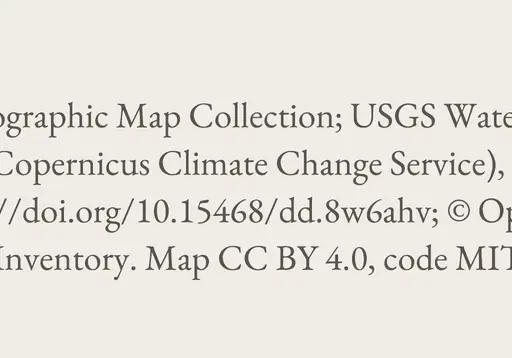 ographic Map Collection; USGS Wate
Copernicus Climate Change Service),
//doi.org/10.15468/dd.8w6ahv; © Op
Inventory. Map CC BY 4.0, code MIT